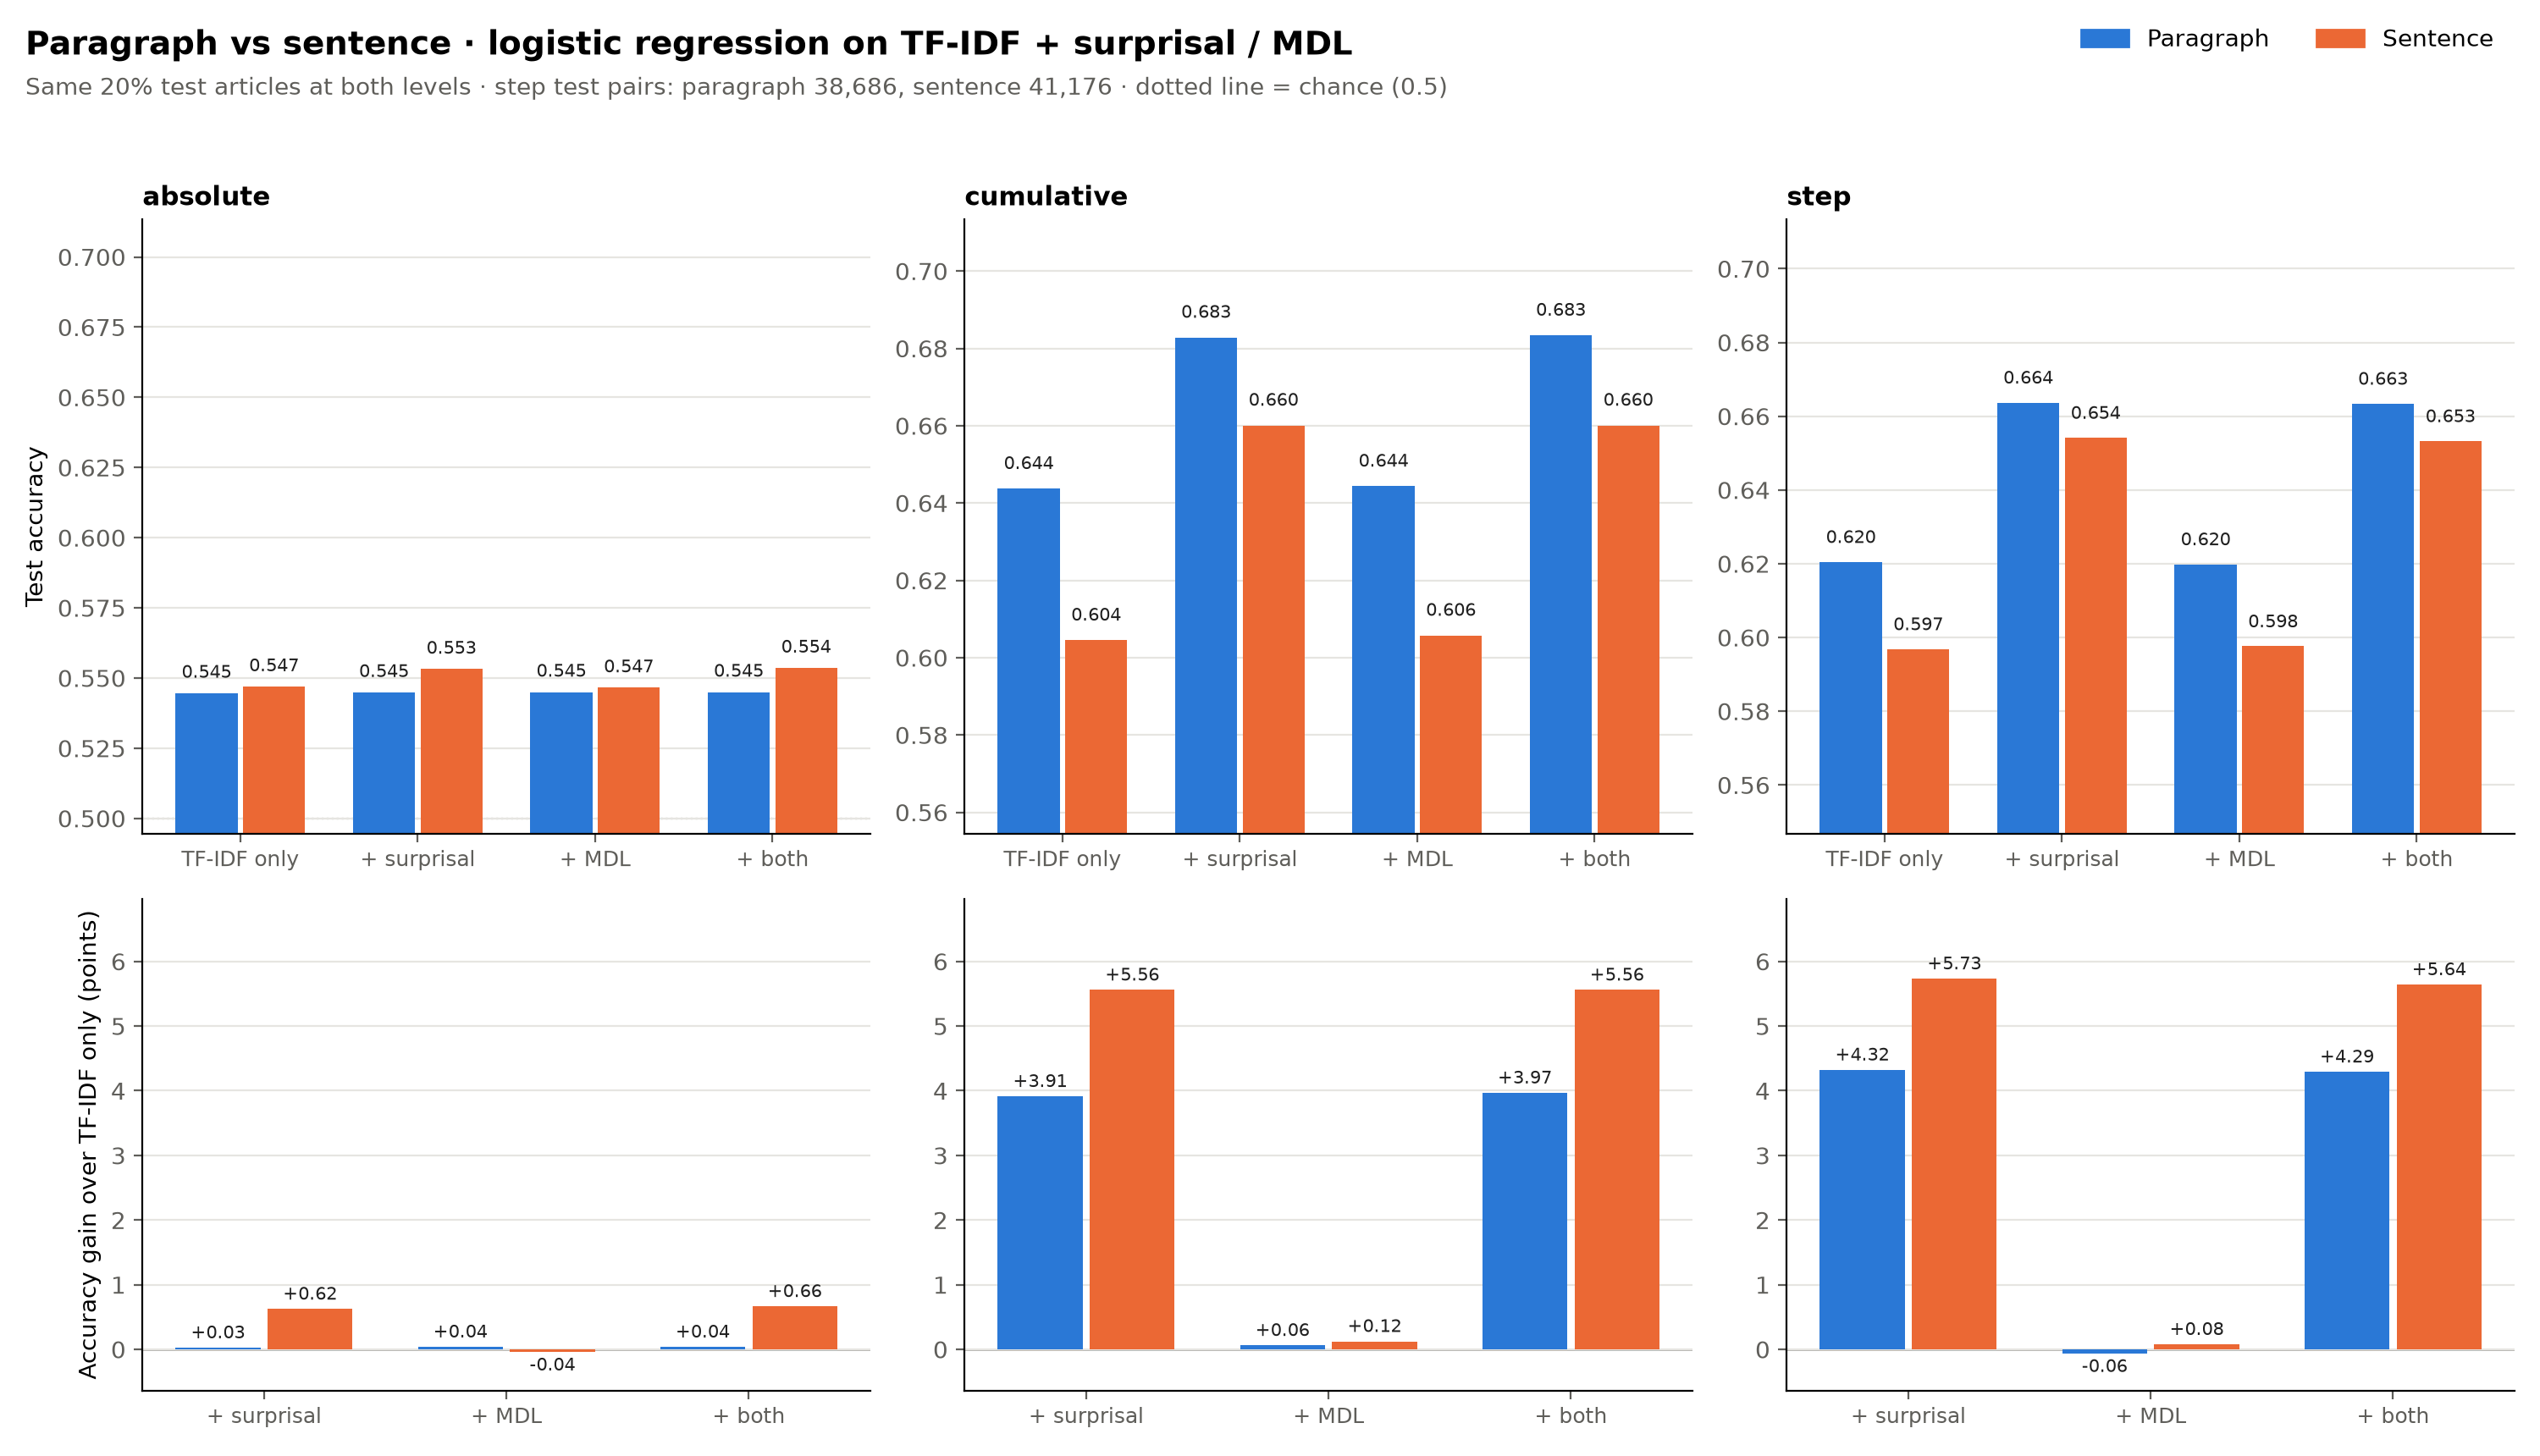 Paragraph vs sentence · logistic regression on TF-IDF + surprisal / MDL
Paragraph
Sentence
Same 20% test articles at both levels · step test pairs: paragraph 38,686, sentence 41,176 · dotted line = chance (0.5)
absolute
Test accuracy
0.700
0.675
0.650
0.625
0.600
0.575
0.550
0.525
0.500
0.545
0.547
0.545
0.553
0.545
0.547
0.545
0.554
TF-IDF only
+ surprisal
+ MDL
+ both
cumulative
0.70
0.68
0.66
0.64
0.62
0.60
0.58
0.56
0.644
0.604
0.683
0.660
0.644
0.606
0.683
0.660
TF-IDF only
+ surprisal
+ MDL
+ both
step
0.70
0.68
0.66
0.64
0.62
0.60
0.58
0.56
0.620
0.597
0.664
0.654
0.620
0.598
0.663
0.653
TF-IDF only
+ surprisal
+ MDL
+ both
Accuracy gain over TF-IDF only (points)
6
5
4
3
2
1
0
+0.03
+0.62
+0.04
-0.04
+0.04
+0.66
+ surprisal
+ MDL
+ both
6
5
4
3
2
1
0
+3.91
+5.56
+0.06
+0.12
+3.97
+5.56
+ surprisal
+ MDL
+ both
6
5
4
3
2
1
0
+4.32
+5.73
-0.06
+0.08
+4.29
+5.64
+ surprisal
+ MDL
+ both